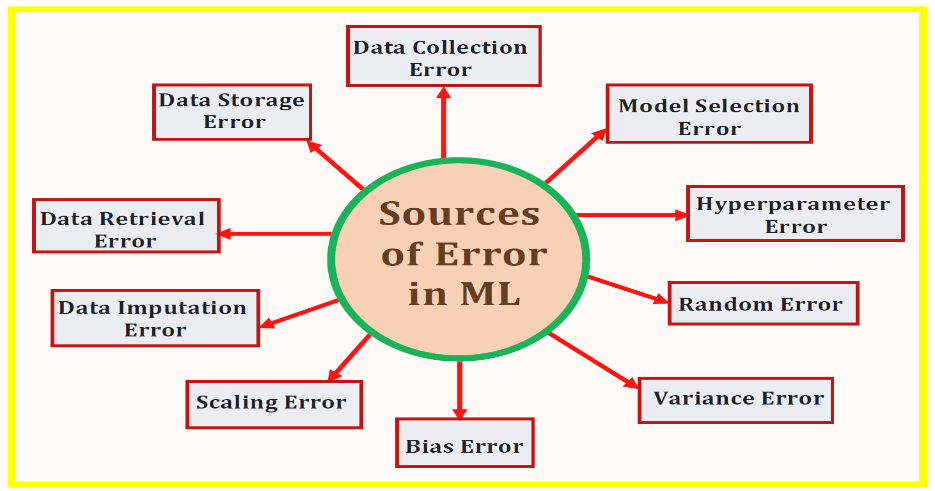 Data Collection
Error
Data Storage
Error
Model Selection
Error
Data Retrieval
Error
Sources
of Error
in ML
Hyperparameter
Error
Data Imputation
Error
Random Error
Scaling Error
Variance Error
Bias Error